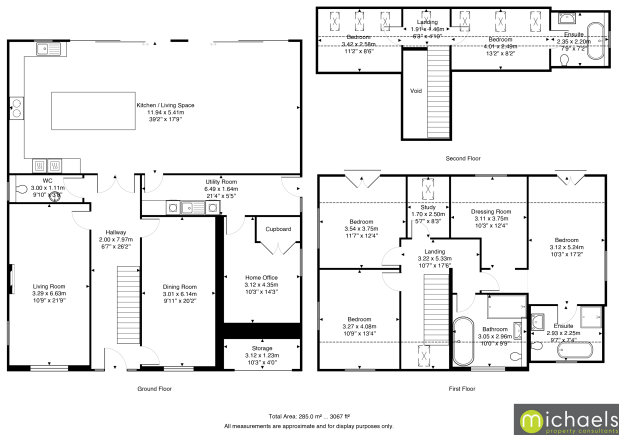 Landing
1.91 x 1.46m
6'3" x 4'10"
Bedroom
3.42 x 2.58m
11'2" x 8'6"
Bedroom
4.01 x 2.49m
13'2" x 8'2"
Ensuite
2.35 x 2.20m
7'9" x 7'2"
Void
Second Floor
Kitchen / Living Space
11.94 x 5.41m
39'2" x 17'9"
WC
3.00 x 1.11m
9'10" x 3'8"
Utility Room
6.49 x 1.64m
21'4" x 5'5"
Hallway
2.00 x 7.97m
6'7" x 26'2"
Cupboard
Living Room
3.29 x 6.63m
10'9" x 21'9"
Dining Room
3.01 x 6.14m
9'11" x 20'2"
Home Office
3.12 x 4.35m
10'3" x 14'3"
Storage
3.12 x 1.23m
10'3" x 4'0"
Ground Floor
Study
1.70 x 2.50m
5'7" x 8'3"
Dressing Room
3.11 x 3.75m
10'3" x 12'4"
Bedroom
3.54 x 3.75m
11'7" x 12'4"
Bedroom
3.12 x 5.24m
10'3" x 17'2"
Landing
3.22 x 5.33m
10'7" x 17'6"
Bedroom
3.27 x 4.08m
10'9" x 13'4"
Bathroom
3.05 x 2.96m
10'0" x 9'9"
Ensuite
2.93 x 2.25m
9'7" x 7'4"
First Floor
Total Area: 285.0 m² ... 3067 ft²
All measurements are approximate and for display purposes only.
michaels
property consultants